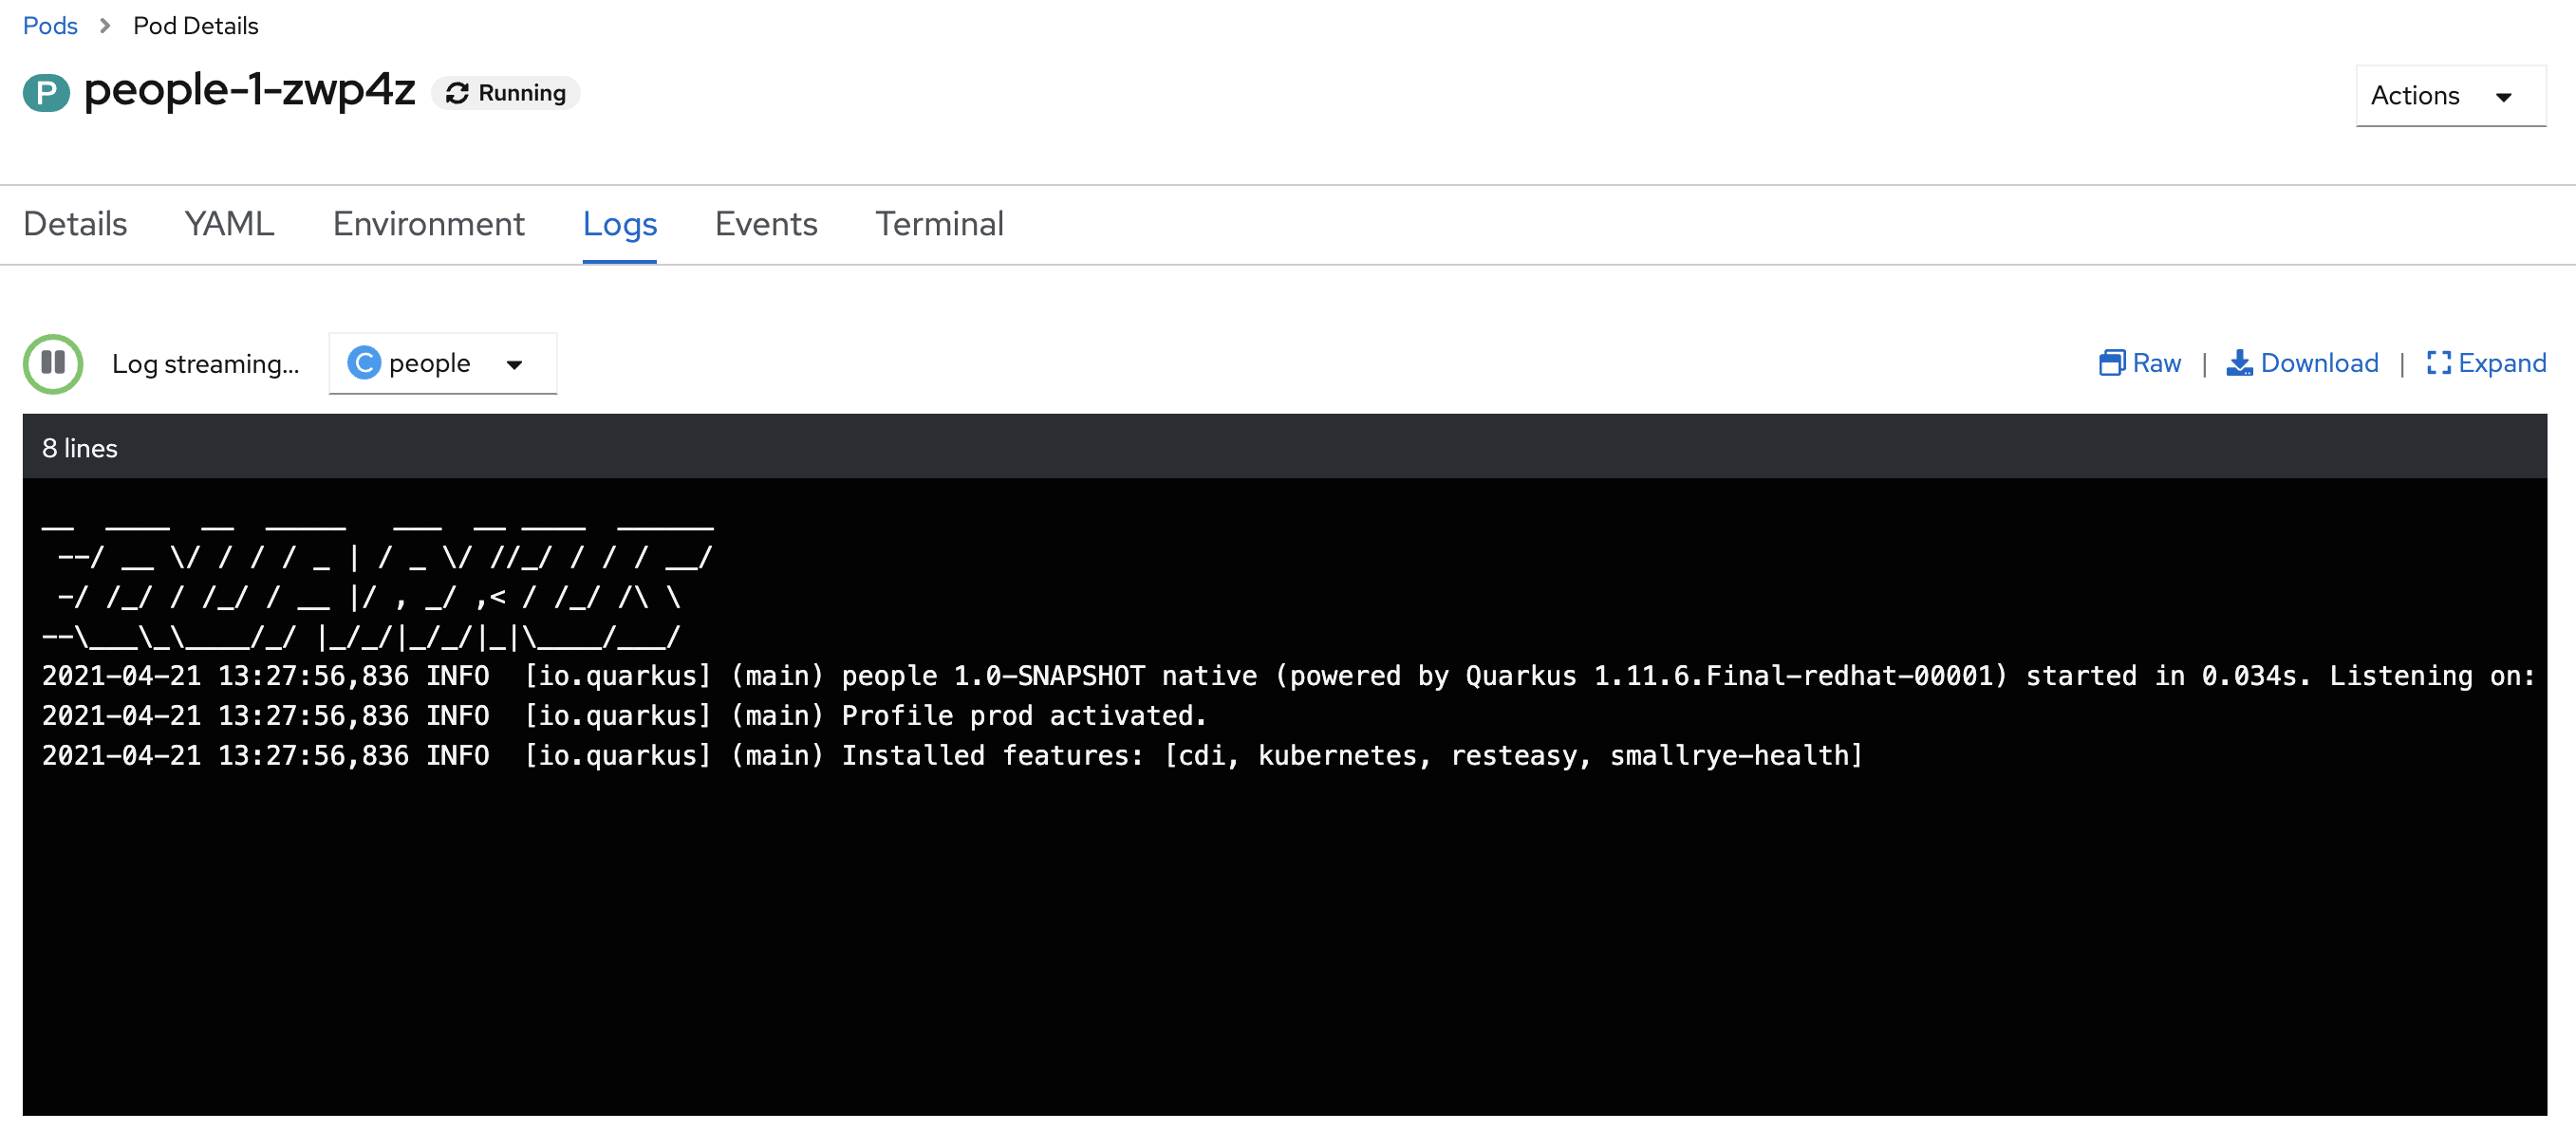 Pods > Pod Details
P people-1-zwp4z Running
Actions
Details YAML Environment Logs Events Terminal
Log streaming... C people Raw | Download | Expand
8 lines
__  ____  __  _____   ___  __ ____  ______
 --/ __ \/ / / / _ | / _ \/ //_/ / / / __/
 -/ /_/ / /_/ / __ |/ , _/ ,< / /_/ /\ \
--\___\_\____/_/ |_/_/|_/_/|_|\____/___/
2021-04-21 13:27:56,836 INFO  [io.quarkus] (main) people 1.0-SNAPSHOT native (powered by Quarkus 1.11.6.Final-redhat-00001) started in 0.034s. Listening on:
2021-04-21 13:27:56,836 INFO  [io.quarkus] (main) Profile prod activated.
2021-04-21 13:27:56,836 INFO  [io.quarkus] (main) Installed features: [cdi, kubernetes, resteasy, smallrye-health]